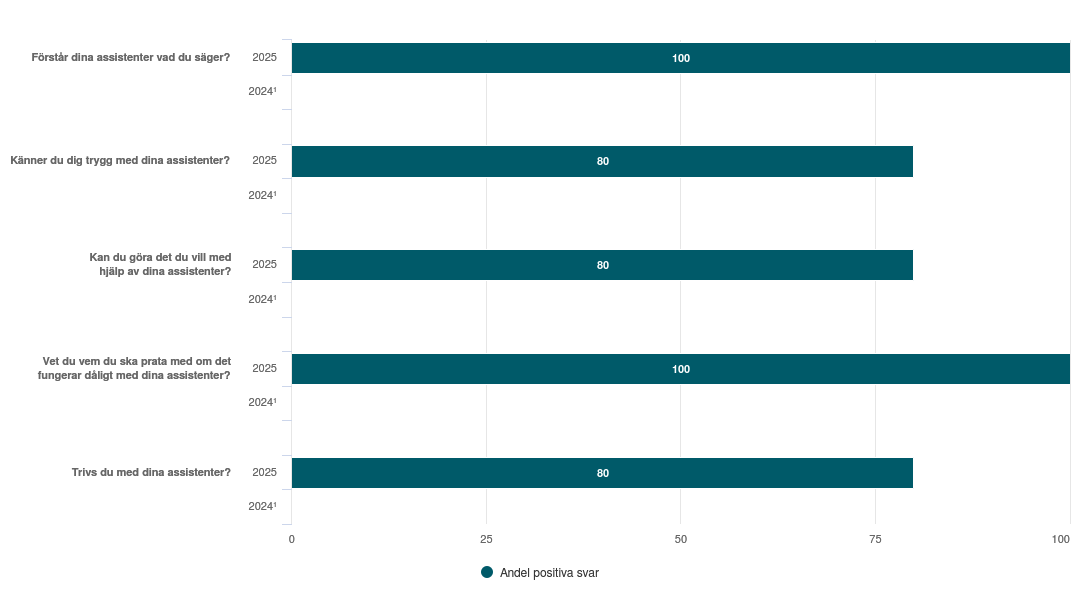 Förstår dina assistenter vad du säger?
2025
100
2024¹
Känner du dig trygg med dina assistenter?
2025
80
2024¹
Kan du göra det du vill med
hjälp av dina assistenter?
2025
80
2024¹
Vet du vem du ska prata med om det
fungerar dåligt med dina assistenter?
2025
100
2024¹
Trivs du med dina assistenter?
2025
80
2024¹
0 25 50 75 100
Andel positiva svar